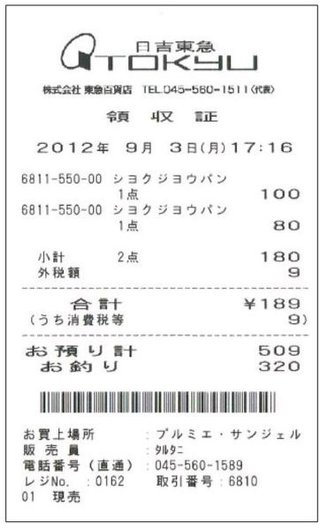 日吉東急
TOKYU
株式会社 東急百貨店 TEL.045-560-1511(代表)
領収証
2012年 9月 3日(月)17:16
6811-550-00 ショクジョウパン
1点 100
6811-550-00 ショクジョウパン
1点 80
小計 2点 180
外税額 9
合計 ¥189
(うち消費税等 9)
お預り計 509
お釣り 320
お買上場所 :プルミエ・サンジェル
販売員 :タルタニ
電話番号(直通):045-560-1589
レジNo. :0162 取引番号:6810
01 現売